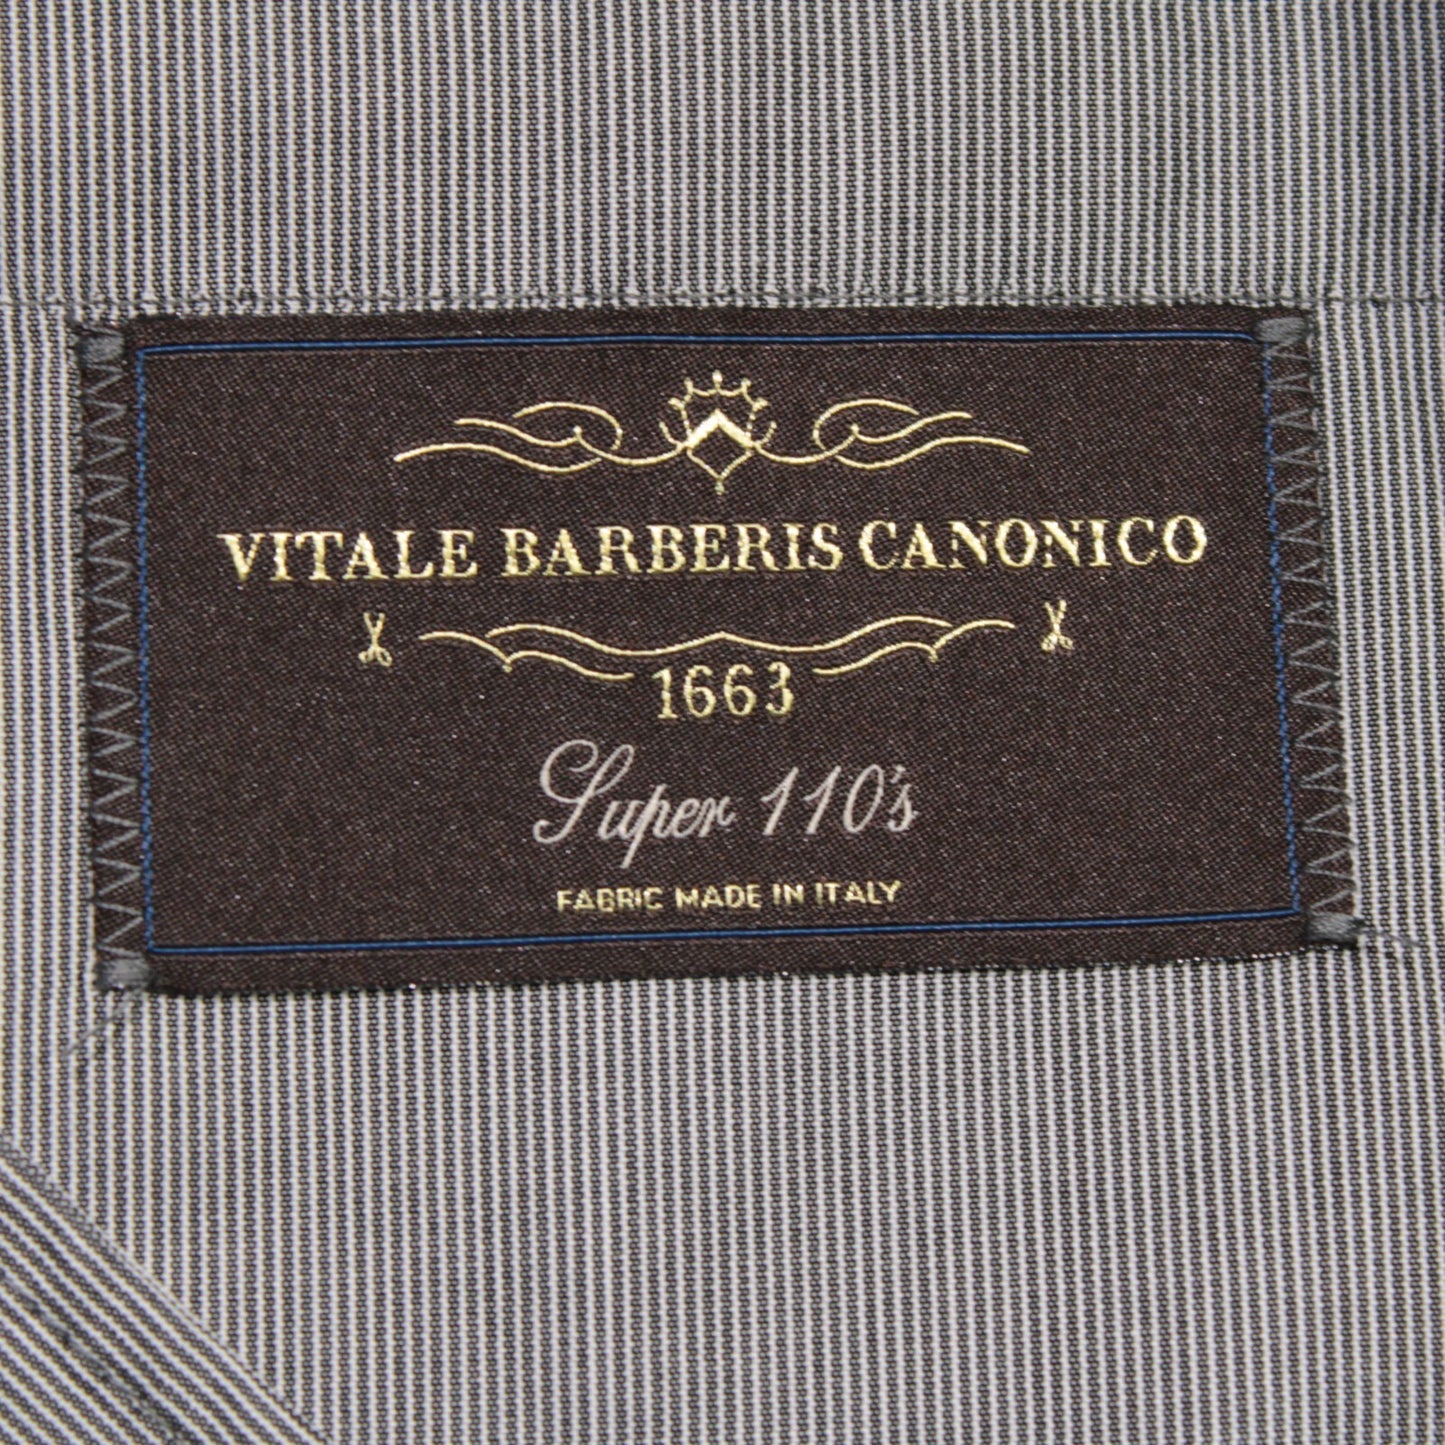 VITALE BARBERIS CANONICO
1663
Super 110's
FABRIC MADE IN ITALY